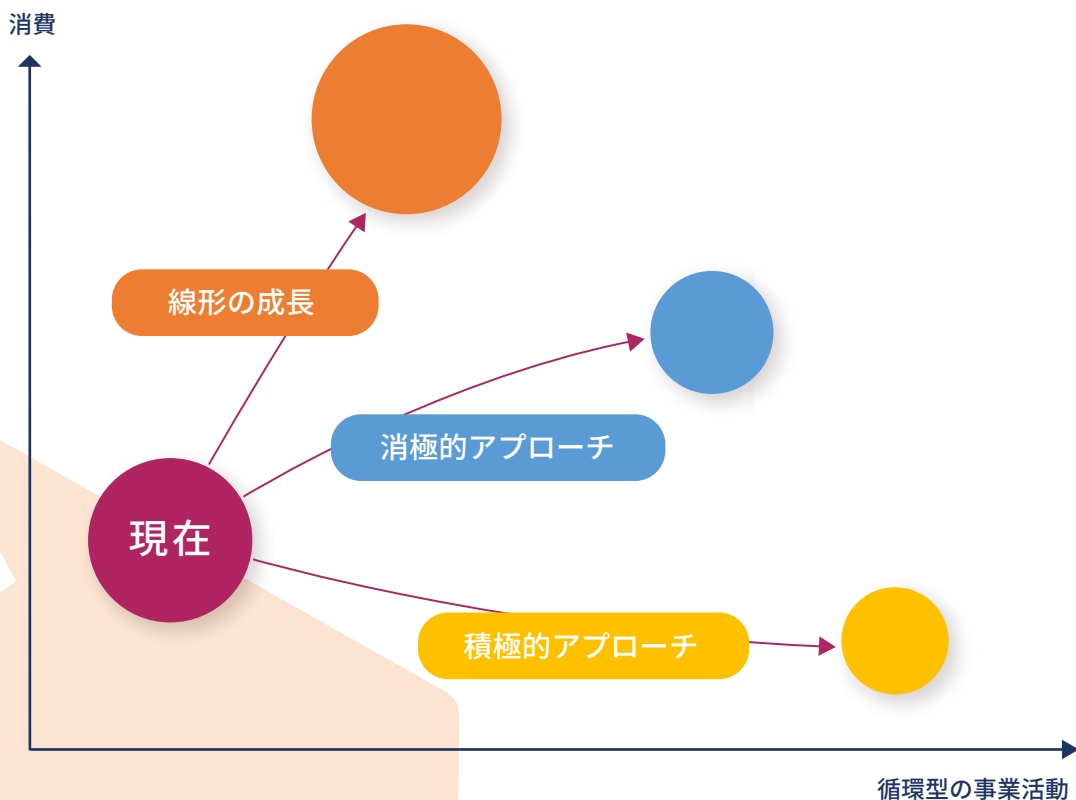 消費
線形の成長
消極的アプローチ
現在
積極的アプローチ
循環型の事業活動